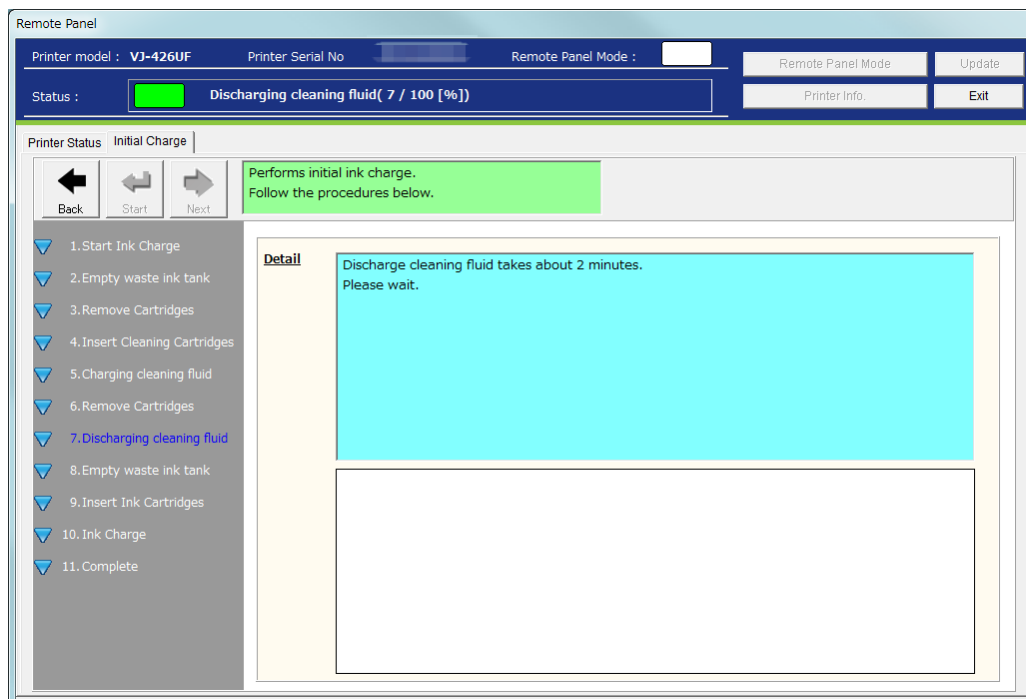 Remote Panel
Printer model : VJ-426UF Printer Serial No Remote Panel Mode :
Remote Panel Mode Update
Status : Discharging cleaning fluid( 7 / 100 [%])
Printer Info. Exit
Printer Status Initial Charge
Back Start Next
Performs initial ink charge.
Follow the procedures below.
1.Start Ink Charge
2.Empty waste ink tank
3.Remove Cartridges
4.Insert Cleaning Cartridges
5.Charging cleaning fluid
6.Remove Cartridges
7.Discharging cleaning fluid
8.Empty waste ink tank
9.Insert Ink Cartridges
10.Ink Charge
11.Complete
Detail
Discharge cleaning fluid takes about 2 minutes.
Please wait.